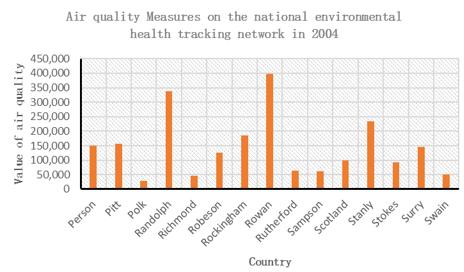 Air quality Measures on the national environmental
health tracking network in 2004
Value of air quality
450,000
400,000
350,000
300,000
250,000
200,000
150,000
100,000
50,000
0
Person
Pitt
Polk
Randolph
Richmond
Robeson
Rockingham
Rowan
Rutherford
Sampson
Scotland
Stanly
Stokes
Surry
Swain
Country